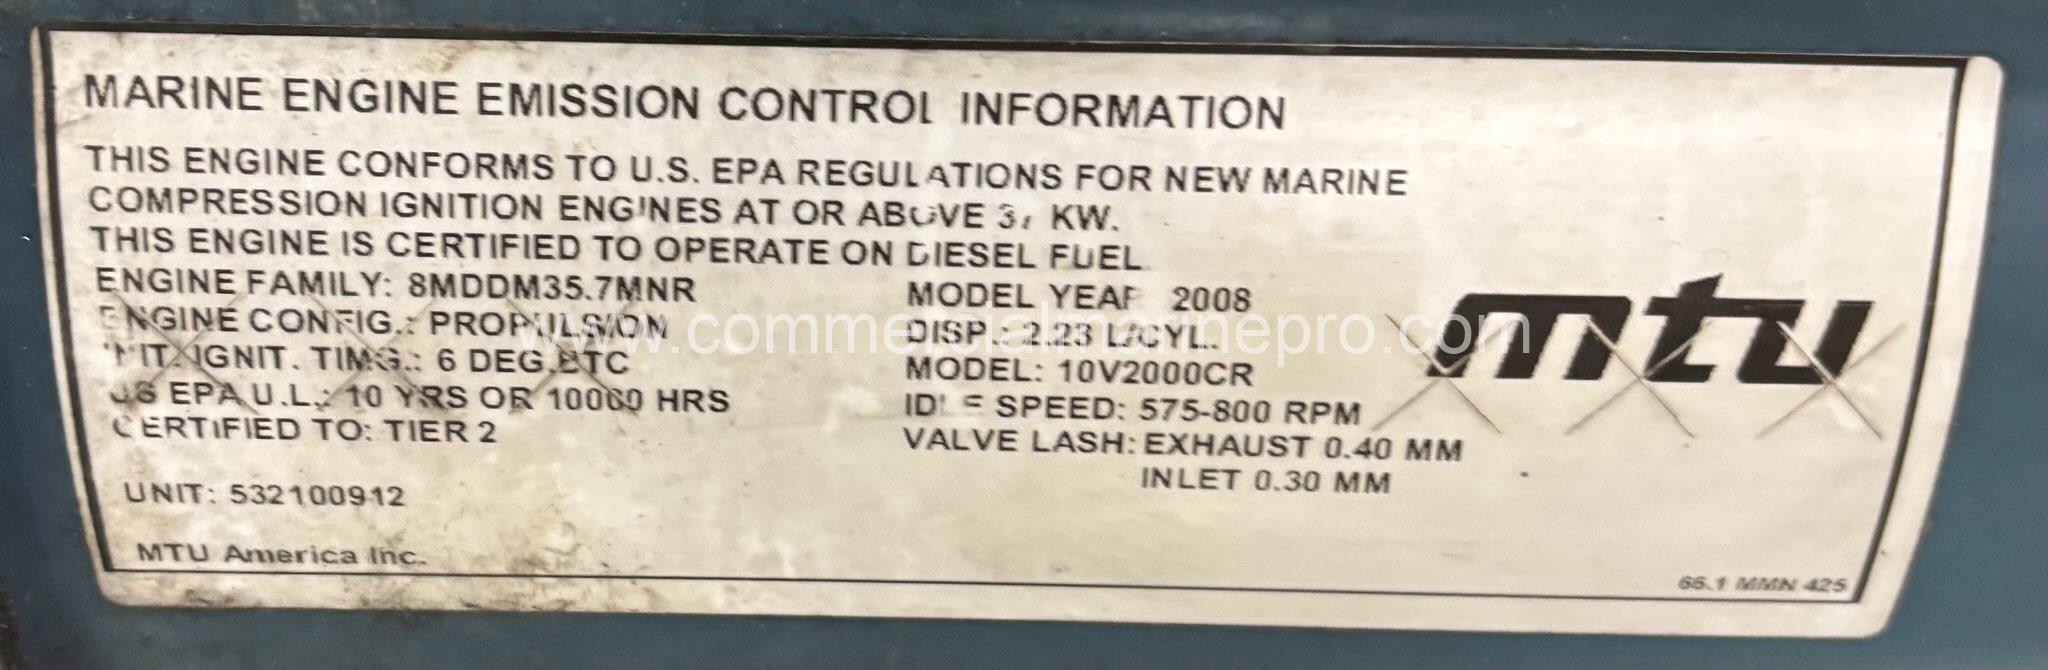 MARINE ENGINE EMISSION CONTROL INFORMATION
THIS ENGINE CONFORMS TO U.S. EPA REGULATIONS FOR NEW MARINE
COMPRESSION IGNITION ENGINES AT OR ABOVE 37 KW.
THIS ENGINE IS CERTIFIED TO OPERATE ON DIESEL FUEL
ENGINE FAMILY: 8MDDM35.7MNR
ENGINE CONFIG.: PROPULSION
INIT. IGNIT. TIMG.: 6 DEG.BTC
US EPA U.L.: 10 YRS OR 10000 HRS
CERTIFIED TO: TIER 2
UNIT: 532100912
MTU America Inc.
MODEL YEAR 2008
DISP.: 2.23 L/CYL.
MODEL: 10V2000CR
IDLE SPEED: 575-800 RPM
VALVE LASH: EXHAUST 0.40 MM
INLET 0.30 MM
mtu
66.1 MMN 425
www.commercialmarinepro.com